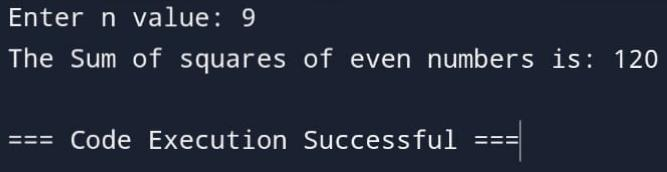 Enter n value: 9
The Sum of squares of even numbers is: 120
=== Code Execution Successful ===